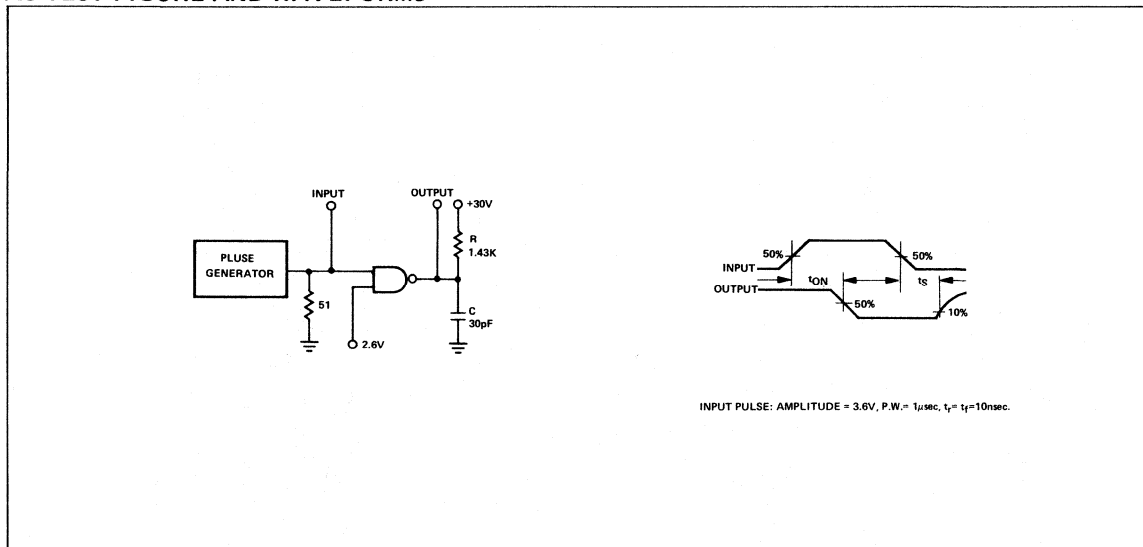 INPUT
OUTPUT
+30V
R
1.43K
PLUSE
GENERATOR
51
C
30pF
2.6V
50%
50%
INPUT
tON
tS
OUTPUT
50%
10%
INPUT PULSE: AMPLITUDE = 3.6V, P.W.= 1μsec, tr= tf=10nsec.